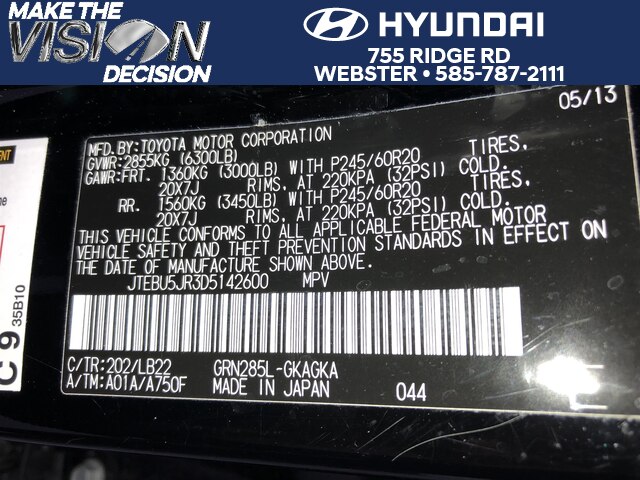 MAKE THE
VISION
DECISION
HYUNDAI
755 RIDGE RD
WEBSTER • 585-787-2111
05/13
MFD.BY:TOYOTA MOTOR CORPORATION
GVWR:2855KG (6300LB)
GAWR:FRT. 1360KG (3000LB) WITH P245/60R20 TIRES,
20X7J RIMS, AT 220KPA (32PSI) COLD.
RR. 1560KG (3450LB) WITH P245/60R20 TIRES,
20X7J RIMS, AT 220KPA (32PSI) COLD.
THIS VEHICLE CONFORMS TO ALL APPLICABLE FEDERAL MOTOR
VEHICLE SAFETY AND THEFT PREVENTION STANDARDS IN EFFECT ON
THE DATE OF MANUFACTURE SHOWN ABOVE.
JTEBU5JR3D5142600 MPV
C/TR:202/LB22 GRN285L-GKAGKA
A/TM:A01A/A750F MADE IN JAPAN 044
C 9
35B10